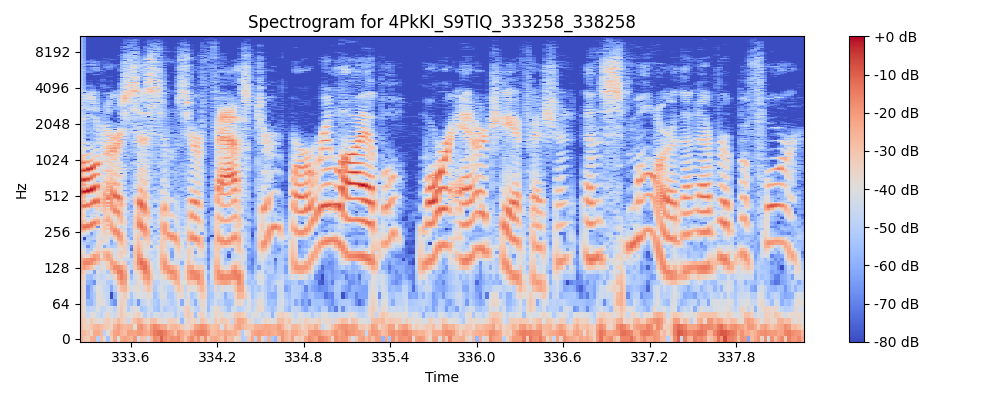 Spectrogram for 4PkKI_S9TIQ_333258_338258
8192
4096
2048
1024
512
256
128
64
0
Hz
333.6 334.2 334.8 335.4 336.0 336.6 337.2 337.8
Time
+0 dB
-10 dB
-20 dB
-30 dB
-40 dB
-50 dB
-60 dB
-70 dB
-80 dB